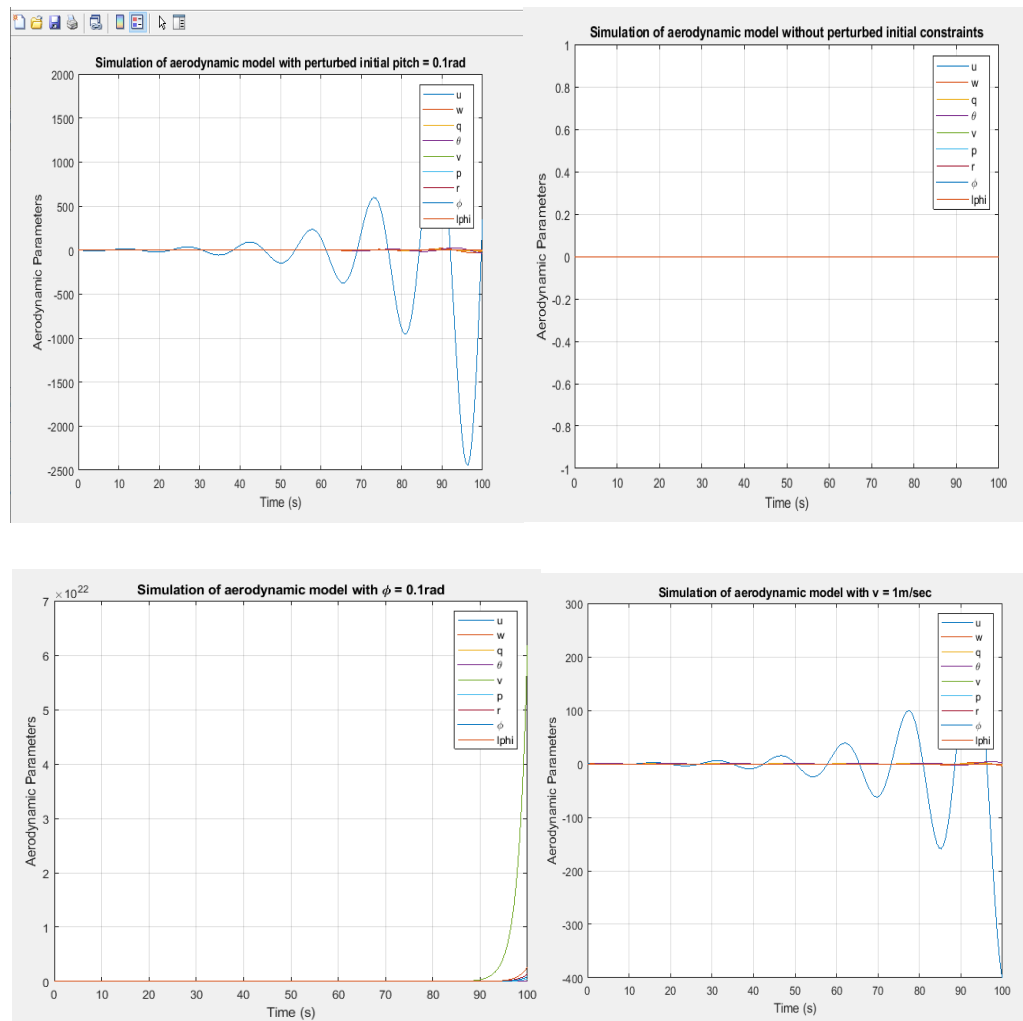 Simulation of aerodynamic model with perturbed initial pitch = 0.1rad
2000
1500
1000
500
0
-500
-1000
-1500
-2000
-2500
Aerodynamic Parameters
0 10 20 30 40 50 60 70 80 90 100
Time (s)
u
w
q
θ
v
p
r
ϕ
Iphi
Simulation of aerodynamic model without perturbed initial constraints
1
0.8
0.6
0.4
0.2
0
-0.2
-0.4
-0.6
-0.8
-1
Aerodynamic Parameters
0 10 20 30 40 50 60 70 80 90 100
Time (s)
u
w
q
θ
v
p
r
ϕ
Iphi
Simulation of aerodynamic model with ϕ = 0.1rad
× 10^22
7
6
5
4
3
2
1
0
Aerodynamic Parameters
0 10 20 30 40 50 60 70 80 90 100
Time (s)
u
w
q
θ
v
p
r
ϕ
Iphi
Simulation of aerodynamic model with v = 1m/sec
300
200
100
0
-100
-200
-300
-400
Aerodynamic Parameters
0 10 20 30 40 50 60 70 80 90 100
Time (s)
u
w
q
θ
v
p
r
ϕ
Iphi